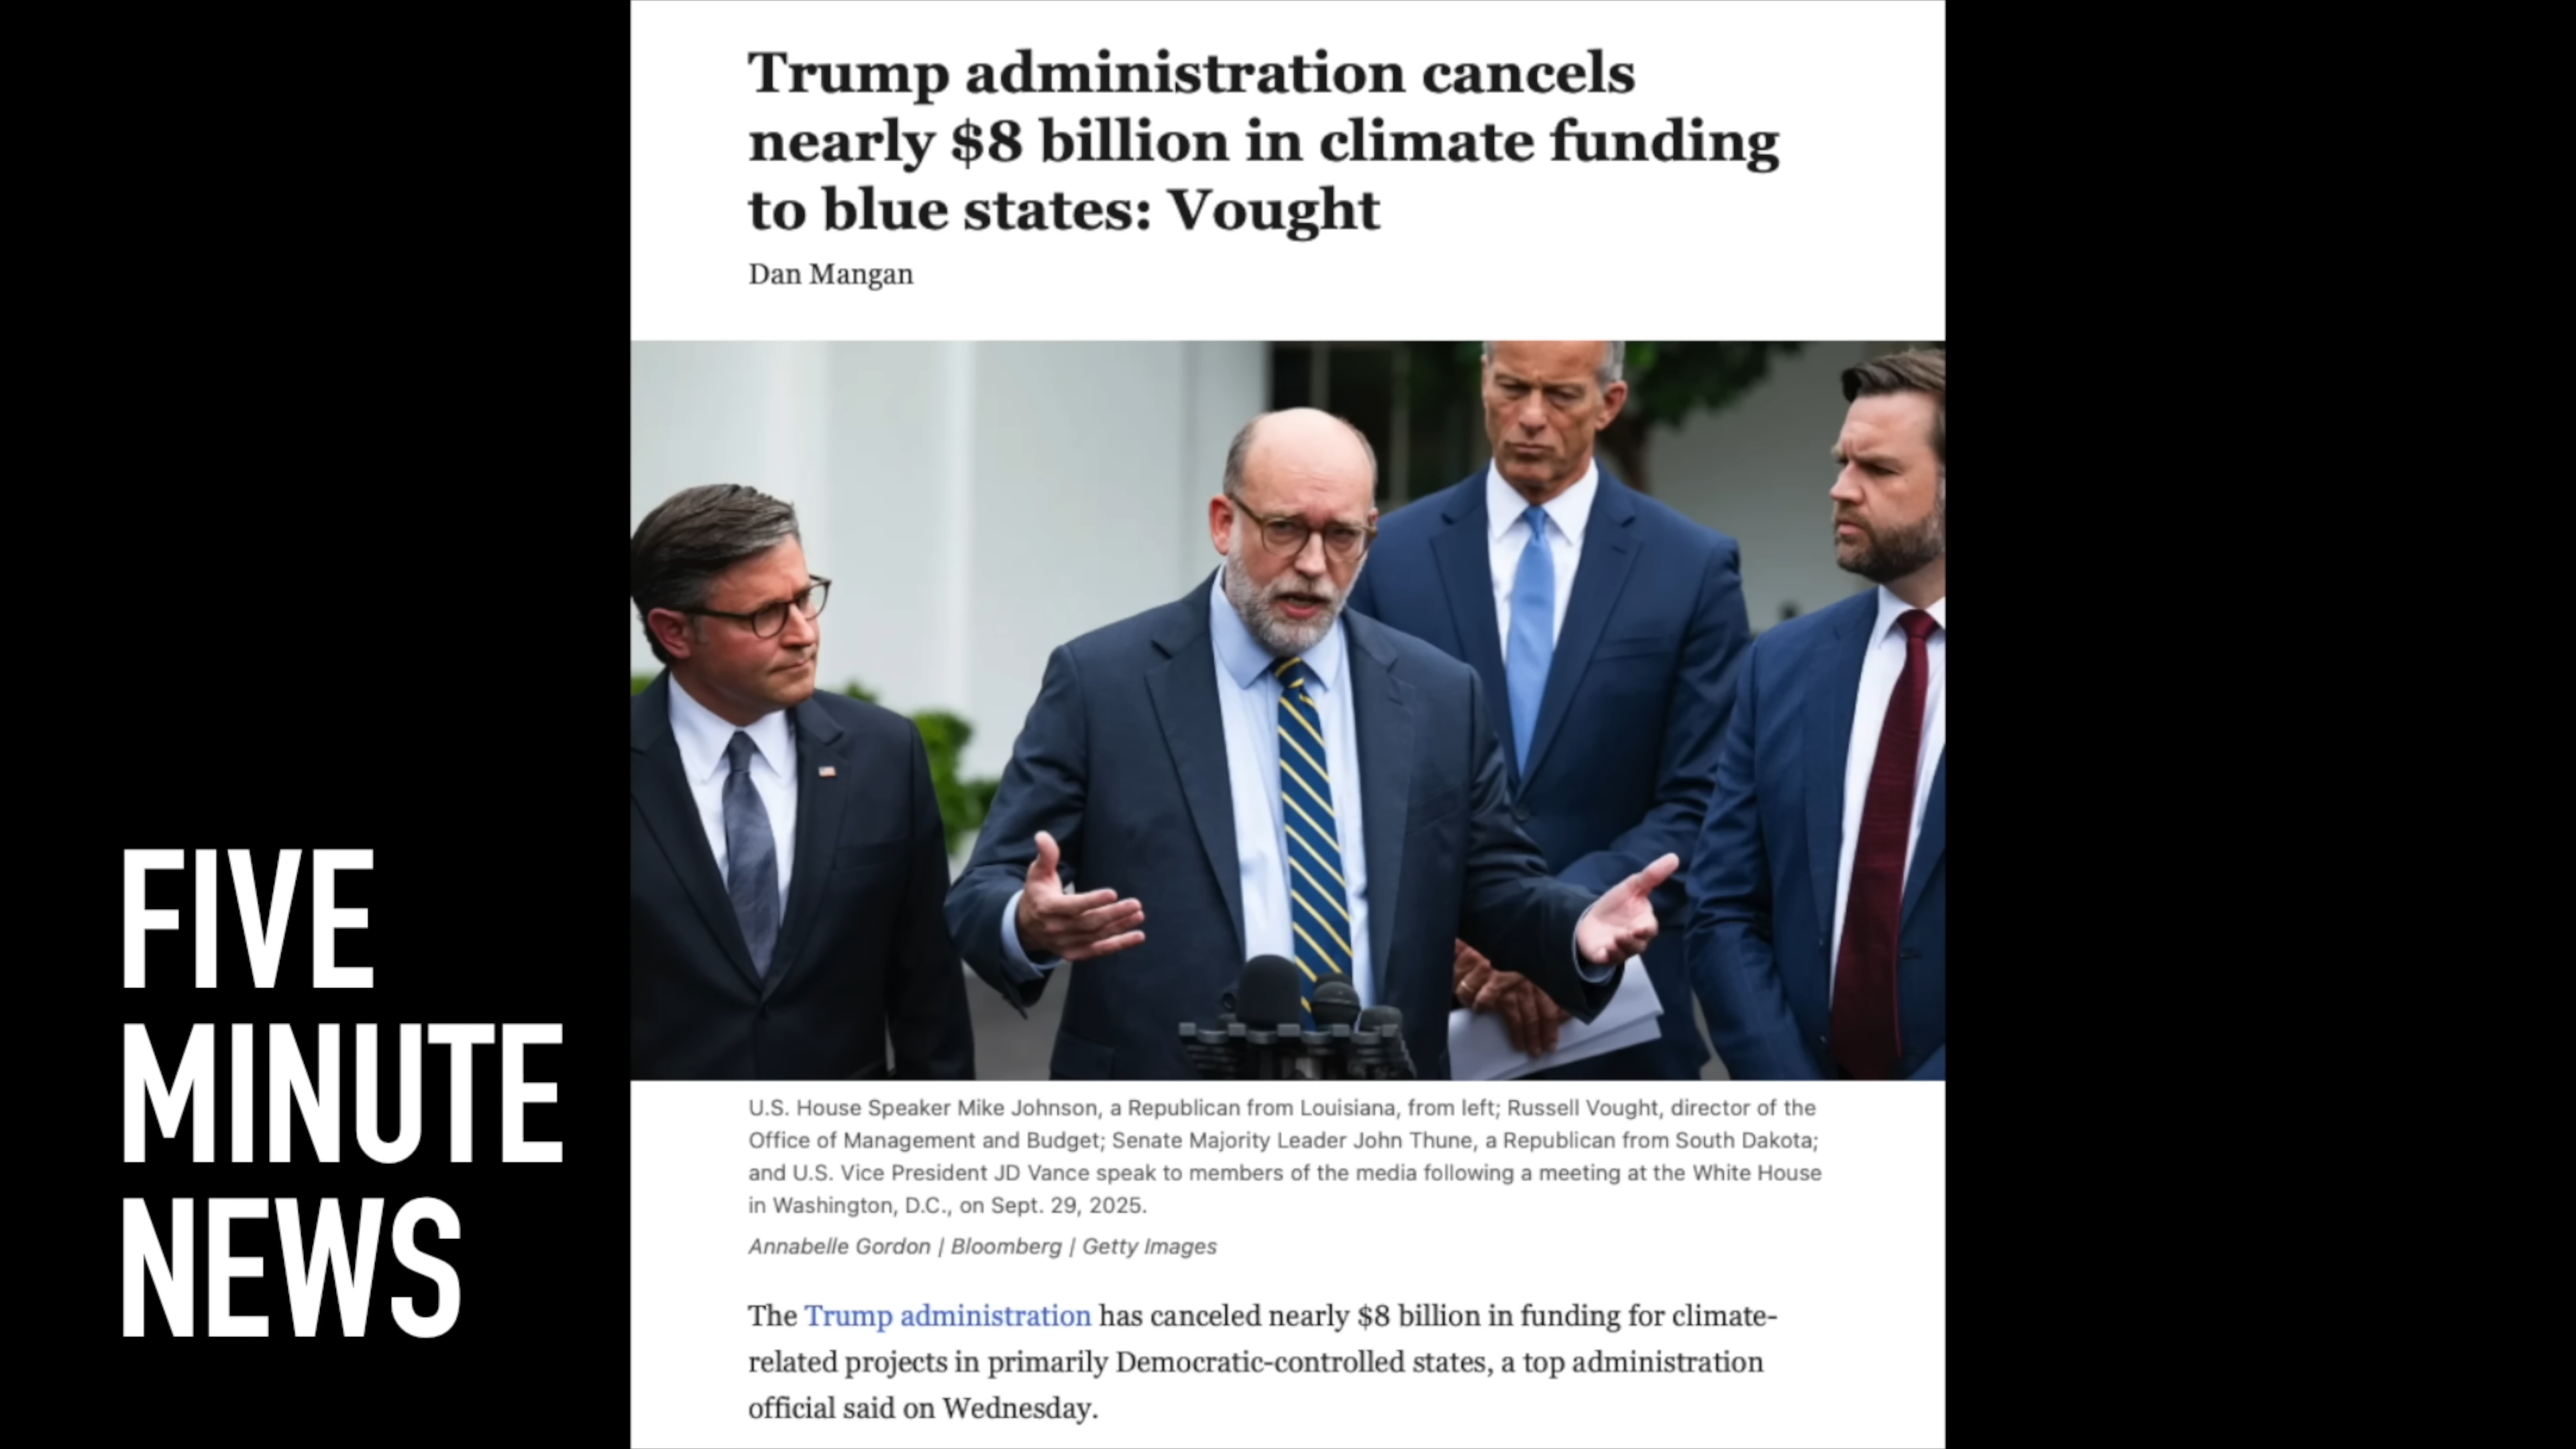 Trump administration cancels
nearly $8 billion in climate funding
to blue states: Vought
Dan Mangan
FIVE
MINUTE
NEWS
U.S. House Speaker Mike Johnson, a Republican from Louisiana, from left; Russell Vought, director of the
Office of Management and Budget; Senate Majority Leader John Thune, a Republican from South Dakota;
and U.S. Vice President JD Vance speak to members of the media following a meeting at the White House
in Washington, D.C., on Sept. 29, 2025.
Annabelle Gordon | Bloomberg | Getty Images
The Trump administration has canceled nearly $8 billion in funding for climate-
related projects in primarily Democratic-controlled states, a top administration
official said on Wednesday.